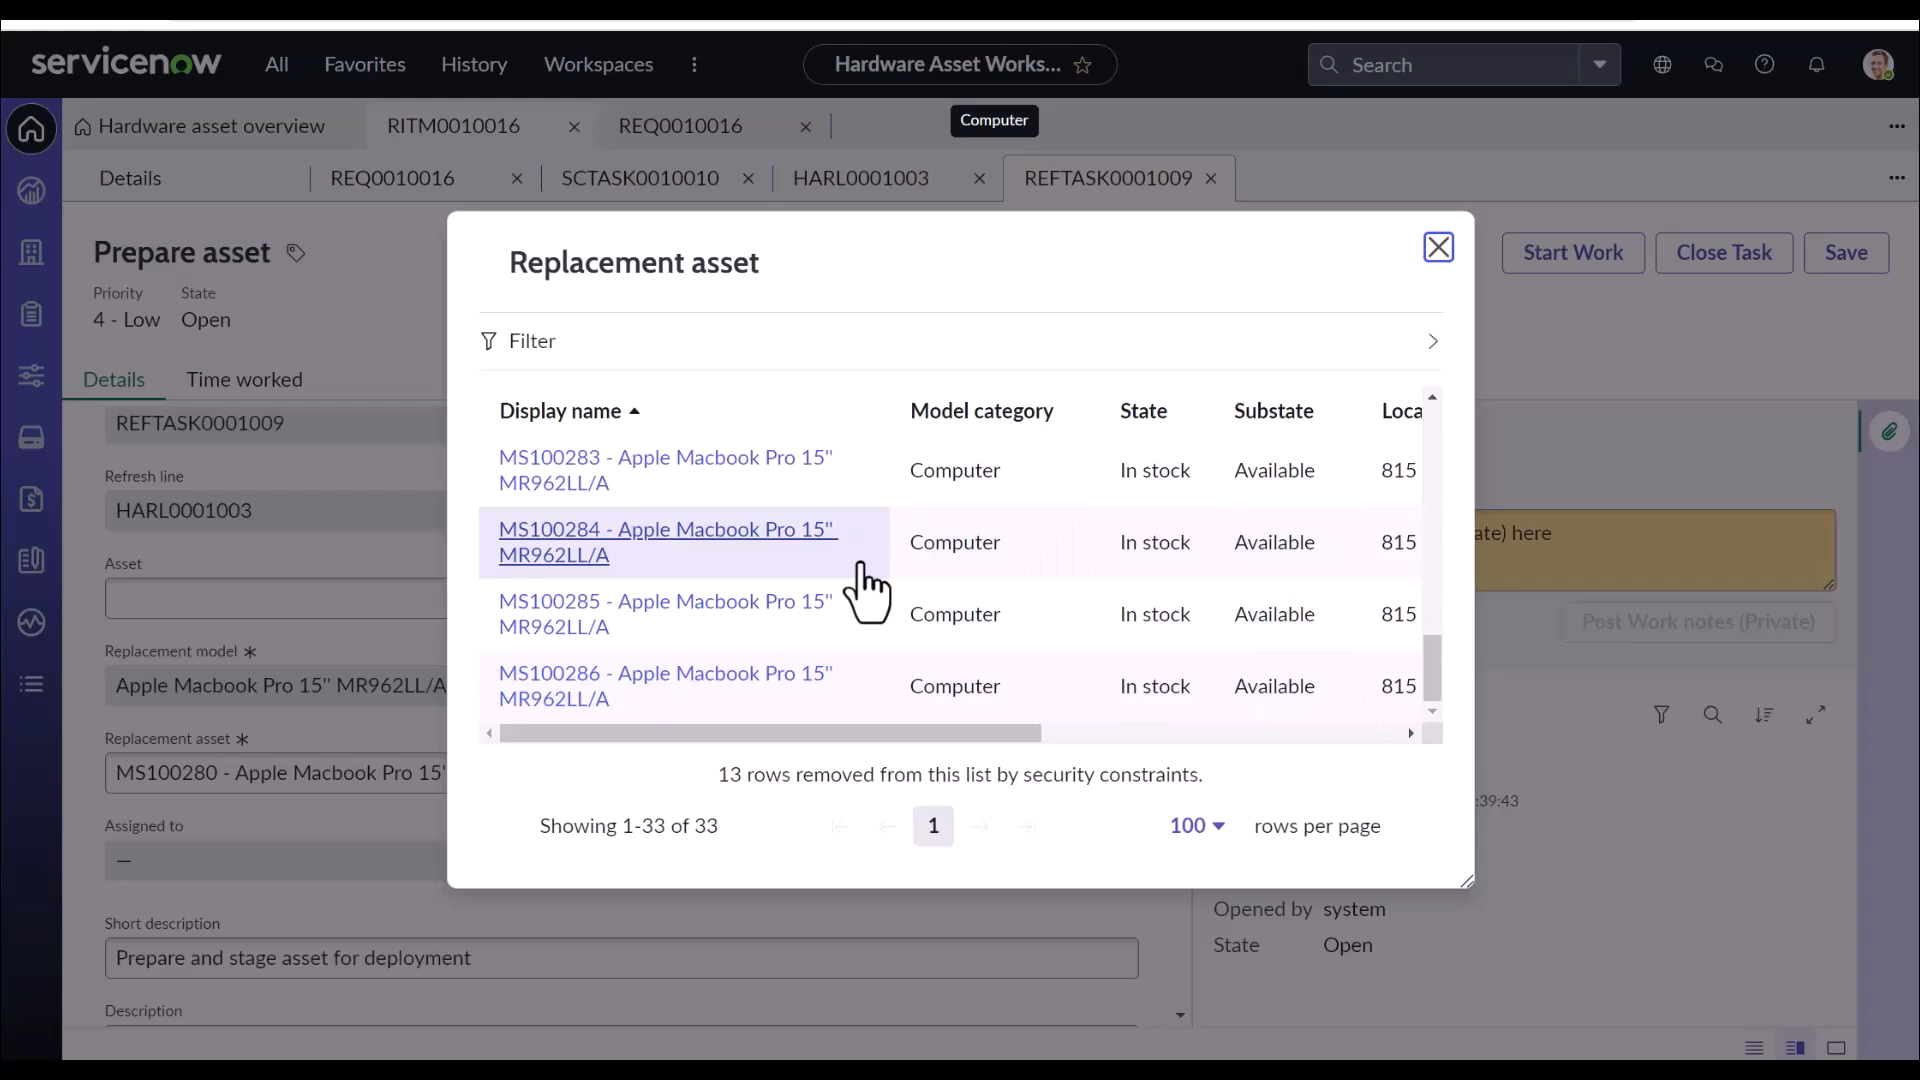 servicenow
All
Favorites
History
Workspaces
Hardware Asset Works...
Search
Computer
Hardware asset overview
RITM0010016
REQ0010016
Details
REQ0010016
SCTASK0010010
HARL0001003
REFTASK0001009
Prepare asset
Priority
State
4 - Low
Open
Start Work
Close Task
Save
Details
Time worked
REFTASK0001009
Refresh line
HARL0001003
Asset
Replacement model *
Apple Macbook Pro 15" MR962LL/A
Replacement asset *
MS100280 - Apple Macbook Pro 15"
Assigned to
—
Short description
Prepare and stage asset for deployment
Description
Replacement asset
Filter
Display name
Model category
State
Substate
Loca
MS100283 - Apple Macbook Pro 15"
MR962LL/A
Computer
In stock
Available
815
MS100284 - Apple Macbook Pro 15"
MR962LL/A
Computer
In stock
Available
815
MS100285 - Apple Macbook Pro 15"
MR962LL/A
Computer
In stock
Available
815
MS100286 - Apple Macbook Pro 15"
MR962LL/A
Computer
In stock
Available
815
13 rows removed from this list by security constraints.
Showing 1-33 of 33
1
100
rows per page
ate) here
Post Work notes (Private)
:39:43
Opened by system
State Open